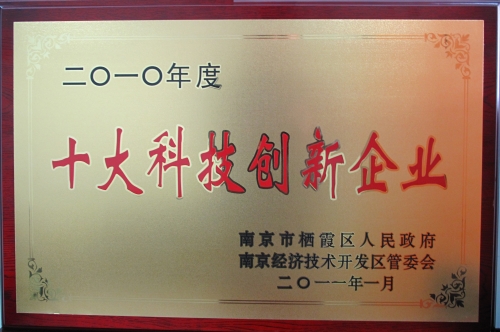 二〇一〇年度
十大科技创新企业
南京市栖霞区人民政府
南京经济技术开发区管委会
二〇一一年一月